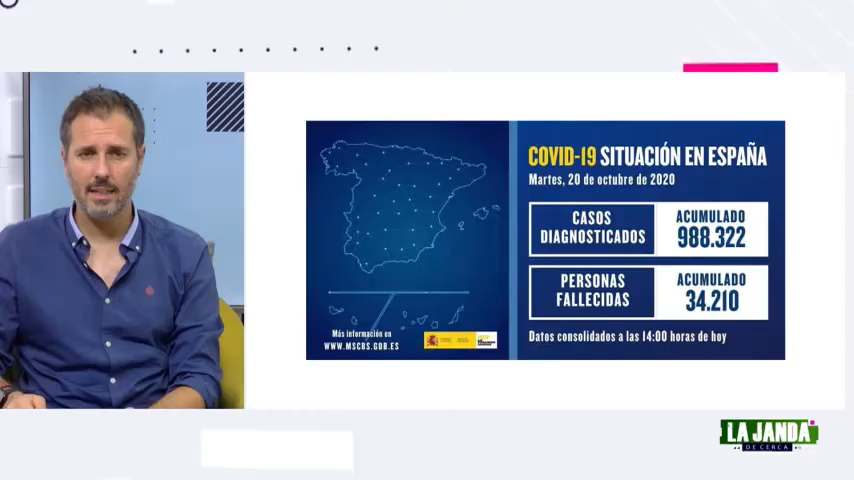 COVID-19 SITUACIÓN EN ESPAÑA
Martes, 20 de octubre de 2020
CASOS
DIAGNOSTICADOS
ACUMULADO
988.322
PERSONAS
FALLECIDAS
ACUMULADO
34.210
Datos consolidados a las 14:00 horas de hoy
Más información en
WWW.MSCBS.GOB.ES
LA JANDA
DE CERCA